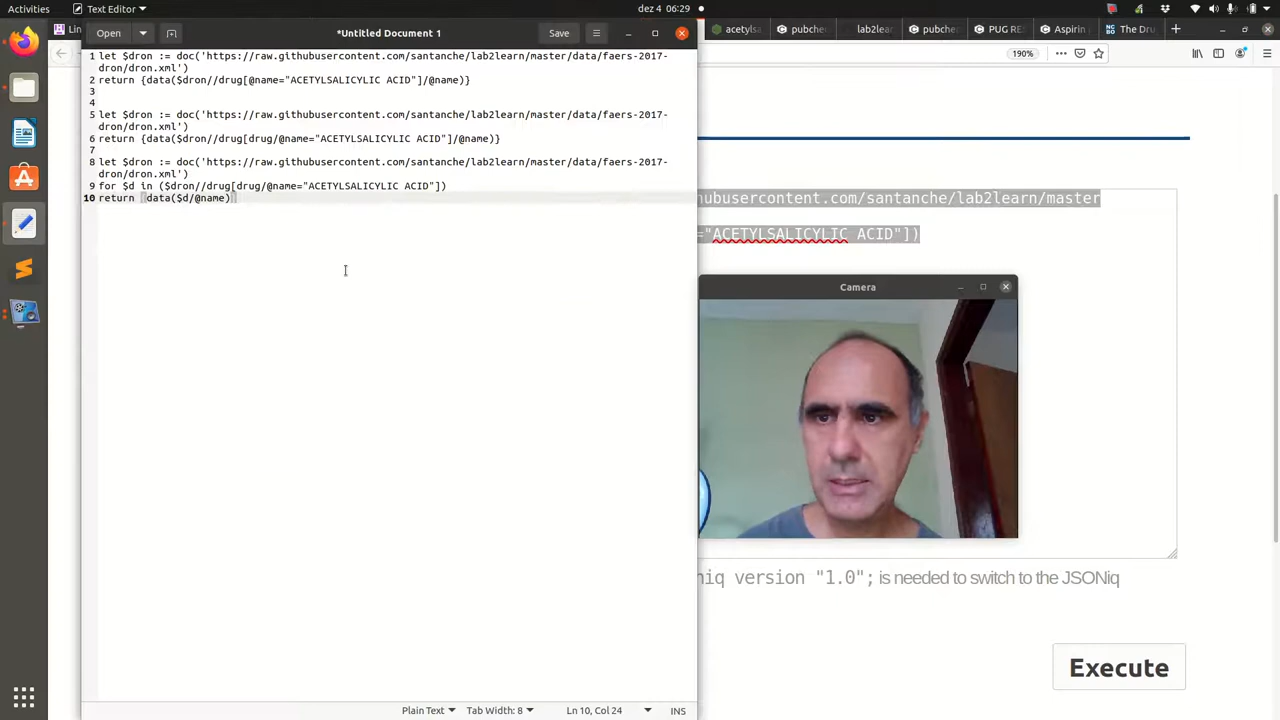 Activities
Text Editor
dez 4 06:29
Open
*Untitled Document 1
Save
acetylsa
pubchem
lab2learn
pubchem
PUG RES
Aspirin
The Dru
190%
1 let $dron := doc('https://raw.githubusercontent.com/santanche/lab2learn/master/data/faers-2017-
dron/dron.xml')
2 return {data($dron//drug[@name="ACETYLSALICYLIC ACID"]/@name)}
3
4
5 let $dron := doc('https://raw.githubusercontent.com/santanche/lab2learn/master/data/faers-2017-
dron/dron.xml')
6 return {data($dron//drug[drug/@name="ACETYLSALICYLIC ACID"]/@name)}
7
8 let $dron := doc('https://raw.githubusercontent.com/santanche/lab2learn/master/data/faers-2017-
dron/dron.xml')
9 for $d in ($dron//drug[drug/@name="ACETYLSALICYLIC ACID"])
10 return {data($d/@name)}
hubusercontent.com/santanche/lab2learn/master
="ACETYLSALICYLIC ACID"])
Camera
niq version "1.0"; is needed to switch to the JSONiq
Execute
Plain Text
Tab Width: 8
Ln 10, Col 24
INS